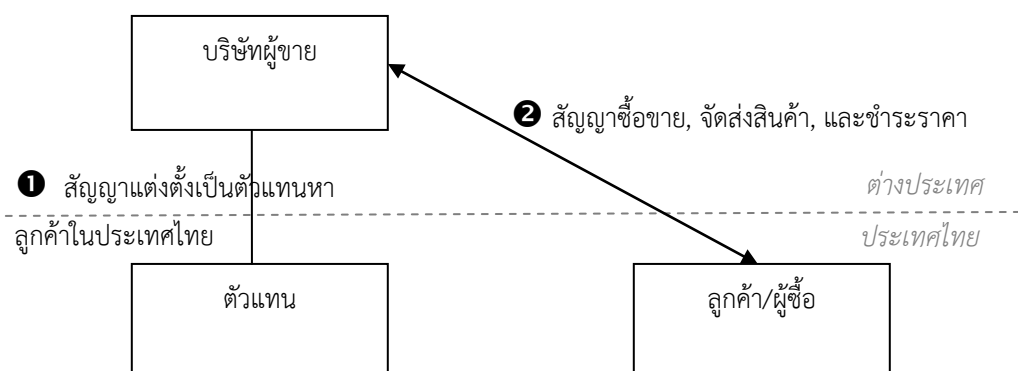 บริษัทผู้ขาย
❷ สัญญาซื้อขาย, จัดส่งสินค้า, และชำระราคา
❶ สัญญาแต่งตั้งเป็นตัวแทนหา
ต่างประเทศ
ลูกค้าในประเทศไทย
ประเทศไทย
ตัวแทน
ลูกค้า/ผู้ซื้อ